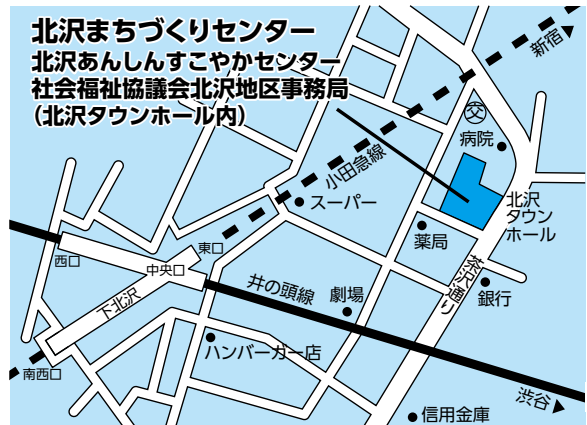 北沢まちづくりセンター
北沢あんしんすこやかセンター
社会福祉協議会北沢地区事務局
（北沢タウンホール内）
新宿
交
病院
小田急線
スーパー
北沢
タウン
ホール
薬局
東口
西口
中央口
下北沢
井の頭線
劇場
茶沢通り
銀行
ハンバーガー店
南西口
渋谷
信用金庫